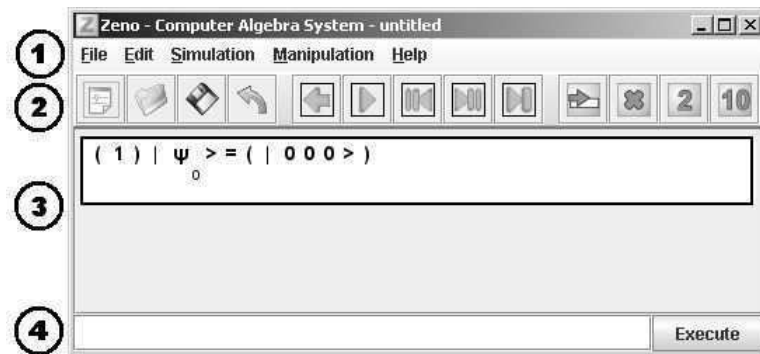 Z Zeno - Computer Algebra System - untitled
1 File Edit Simulation Manipulation Help
2 2 10
( 1 ) | ψ > = ( | 0 0 0 > )
0
3
4 Execute